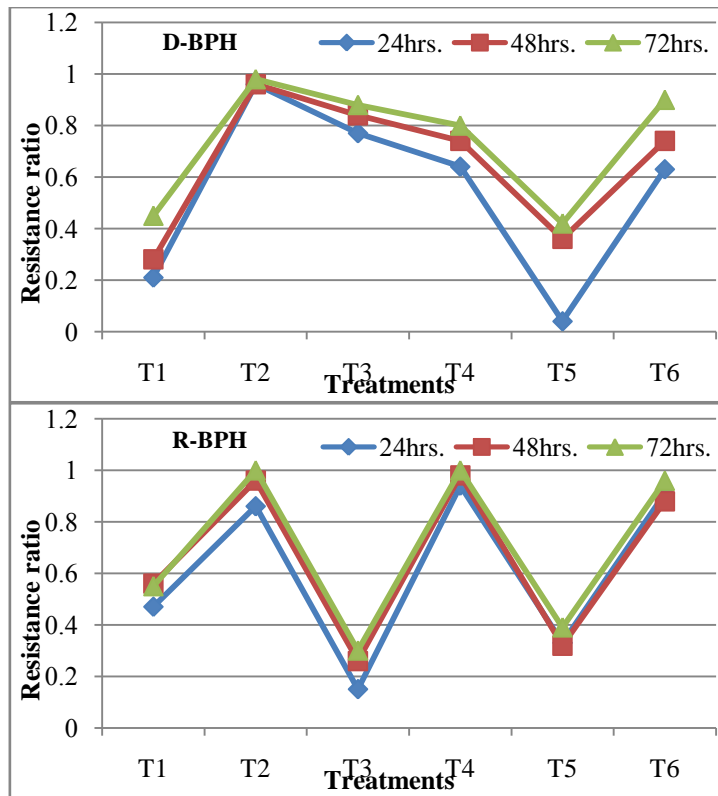 D-BPH
24hrs. 48hrs. 72hrs.
Resistance ratio
1.2
1
0.8
0.6
0.4
0.2
0
T1 T2 T3 T4 T5 T6
Treatments
R-BPH
24hrs. 48hrs. 72hrs.
Resistance ratio
1.2
1
0.8
0.6
0.4
0.2
0
T1 T2 T3 T4 T5 T6
Treatments